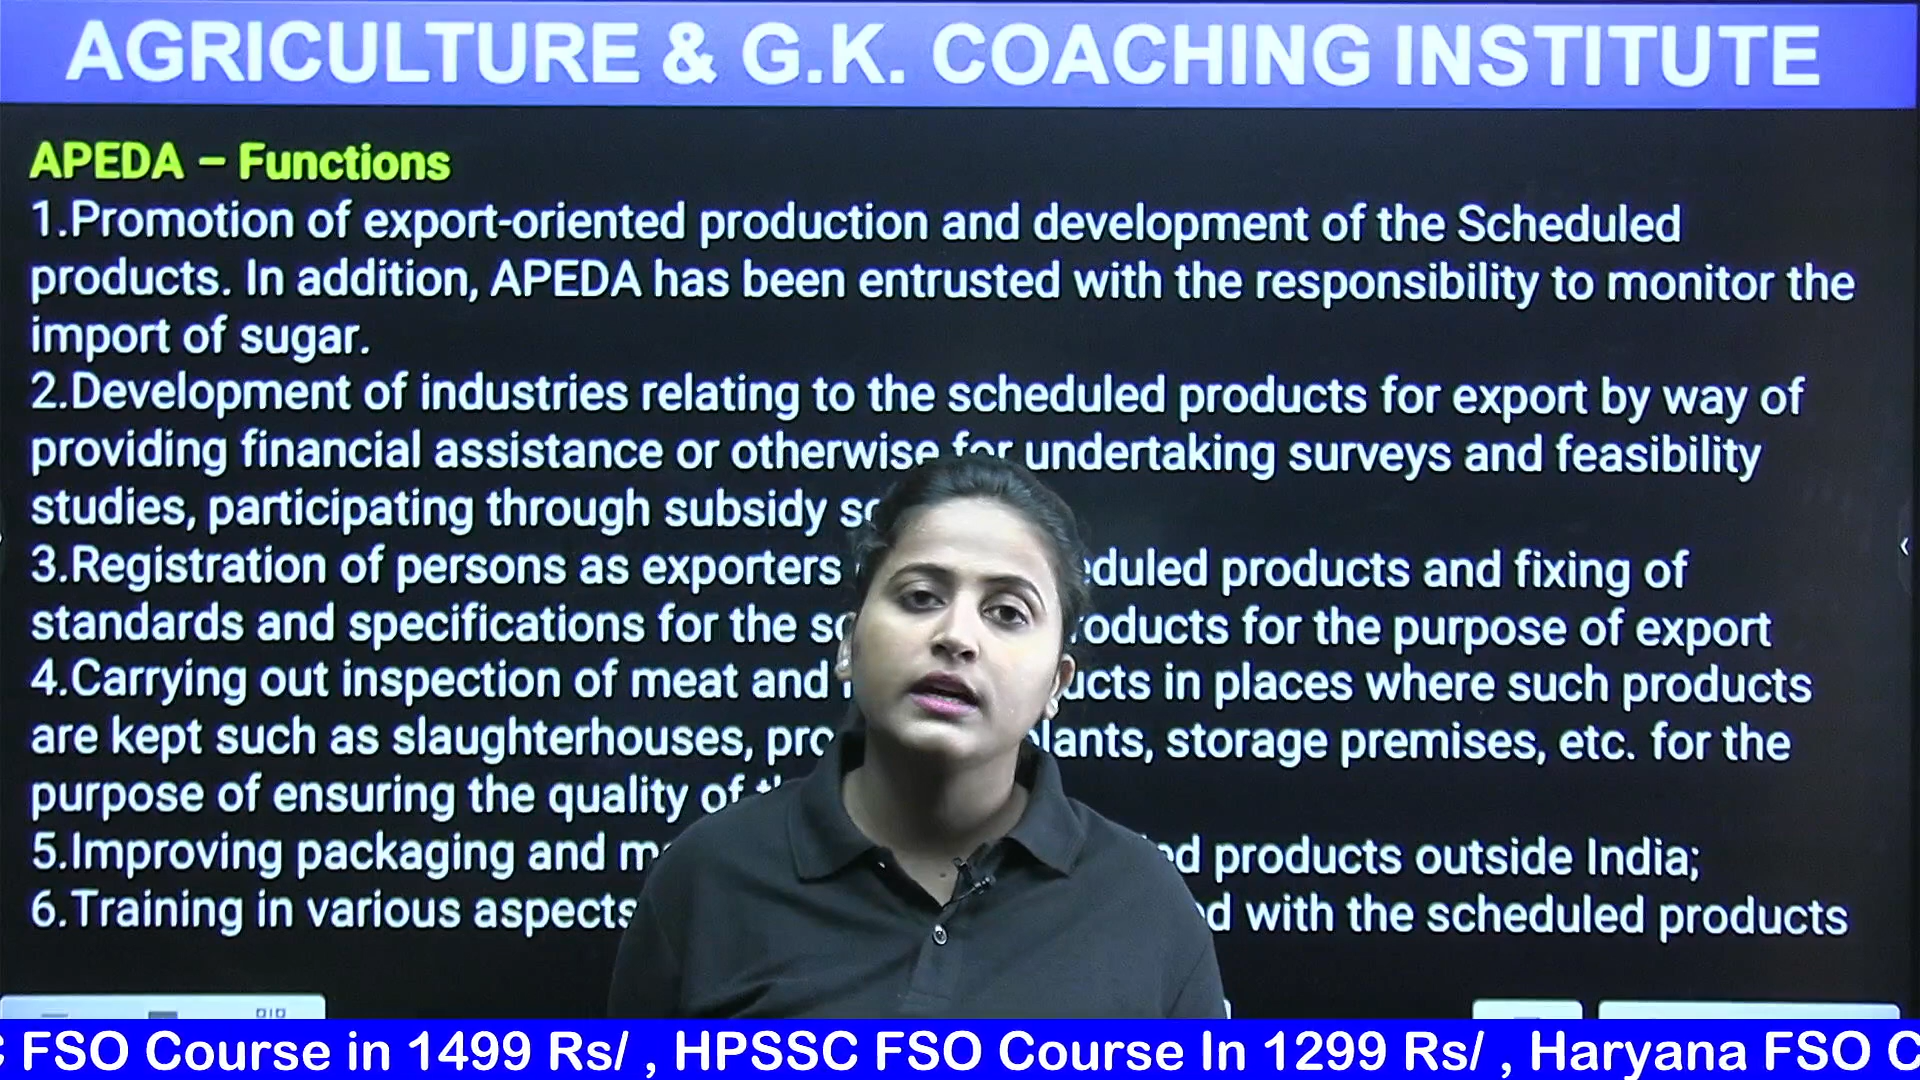 AGRICULTURE & G.K. COACHING INSTITUTE
APEDA – Functions
1.Promotion of export-oriented production and development of the Scheduled
products. In addition, APEDA has been entrusted with the responsibility to monitor the
import of sugar.
2.Development of industries relating to the scheduled products for export by way of
providing financial assistance or otherwise for undertaking surveys and feasibility
studies, participating through subsidy
3.Registration of persons as exporters products and fixing of
standards and specifications for the for the purpose of export
4.Carrying out inspection of meat and in places where such products
are kept such as slaughterhouses, storage premises, etc. for the
purpose of ensuring the quality of
5.Improving packaging and products outside India;
6.Training in various aspects with the scheduled products
FSO Course in 1499 Rs/ , HPSSC FSO Course In 1299 Rs/ , Haryana FSO